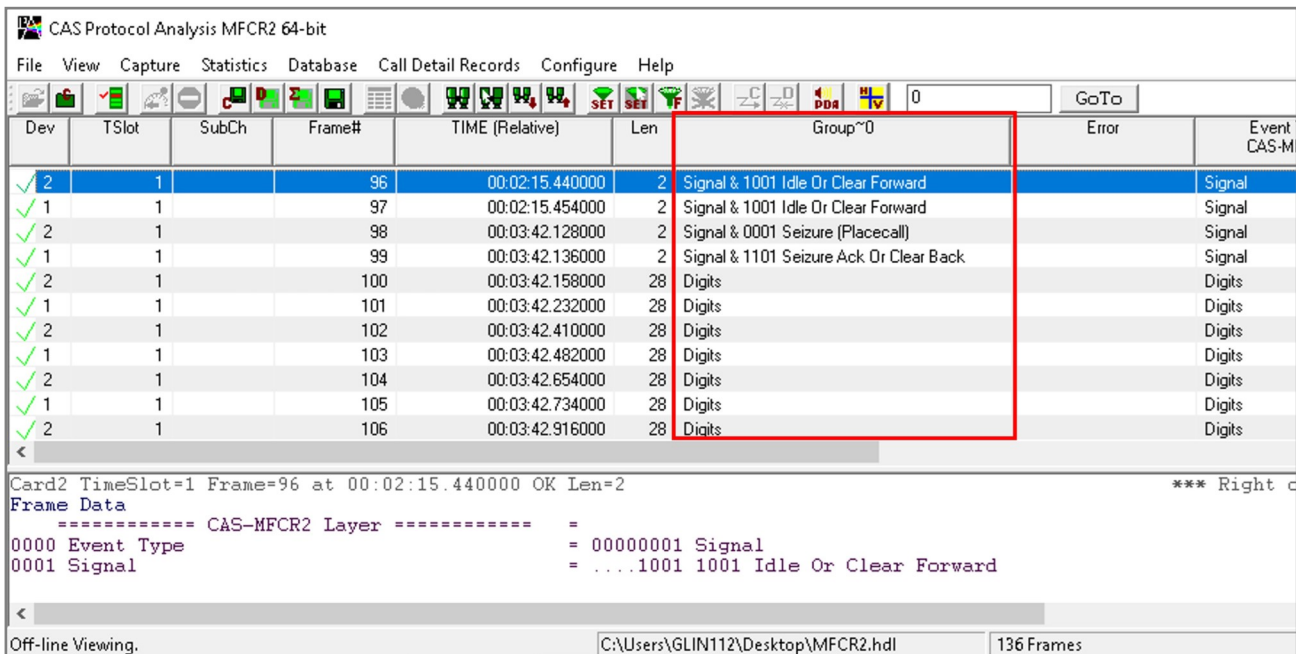 CAS Protocol Analysis MFCR2 64-bit
File View Capture Statistics Database Call Detail Records Configure Help
0 GoTo
Dev TSlot SubCh Frame# TIME (Relative) Len Group~0 Error Event
CAS-M
2 1 96 00:02:15.440000 2 Signal & 1001 Idle Or Clear Forward Signal
1 1 97 00:02:15.454000 2 Signal & 1001 Idle Or Clear Forward Signal
2 1 98 00:03:42.128000 2 Signal & 0001 Seizure (Placecall) Signal
1 1 99 00:03:42.136000 2 Signal & 1101 Seizure Ack Or Clear Back Signal
2 1 100 00:03:42.158000 28 Digits Digits
1 1 101 00:03:42.232000 28 Digits Digits
2 1 102 00:03:42.410000 28 Digits Digits
1 1 103 00:03:42.482000 28 Digits Digits
2 1 104 00:03:42.654000 28 Digits Digits
1 1 105 00:03:42.734000 28 Digits Digits
2 1 106 00:03:42.916000 28 Digits Digits
Card2 TimeSlot=1 Frame=96 at 00:02:15.440000 OK Len=2 *** Right c
Frame Data
============ CAS-MFCR2 Layer ============ =
0000 Event Type = 00000001 Signal
0001 Signal = ....1001 1001 Idle Or Clear Forward
Off-line Viewing. C:\Users\GLIN112\Desktop\MFCR2.hdl 136 Frames